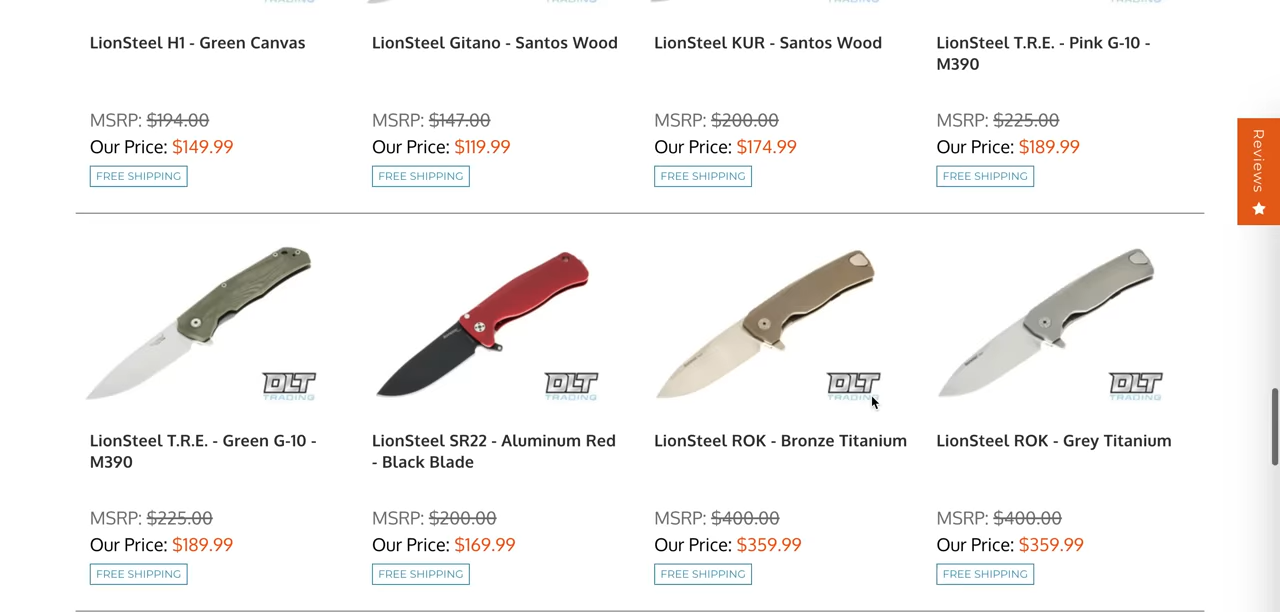 LionSteel H1 - Green Canvas
LionSteel Gitano - Santos Wood
LionSteel KUR - Santos Wood
LionSteel T.R.E. - Pink G-10 -
M390
MSRP: $194.00
Our Price: $149.99
FREE SHIPPING
MSRP: $147.00
Our Price: $119.99
FREE SHIPPING
MSRP: $200.00
Our Price: $174.99
FREE SHIPPING
MSRP: $225.00
Our Price: $189.99
FREE SHIPPING
Reviews
DLT
TRADING
DLT
TRADING
DLT
TRADING
DLT
TRADING
LionSteel T.R.E. - Green G-10 -
M390
LionSteel SR22 - Aluminum Red
- Black Blade
LionSteel ROK - Bronze Titanium
LionSteel ROK - Grey Titanium
MSRP: $225.00
Our Price: $189.99
FREE SHIPPING
MSRP: $200.00
Our Price: $169.99
FREE SHIPPING
MSRP: $400.00
Our Price: $359.99
FREE SHIPPING
MSRP: $400.00
Our Price: $359.99
FREE SHIPPING